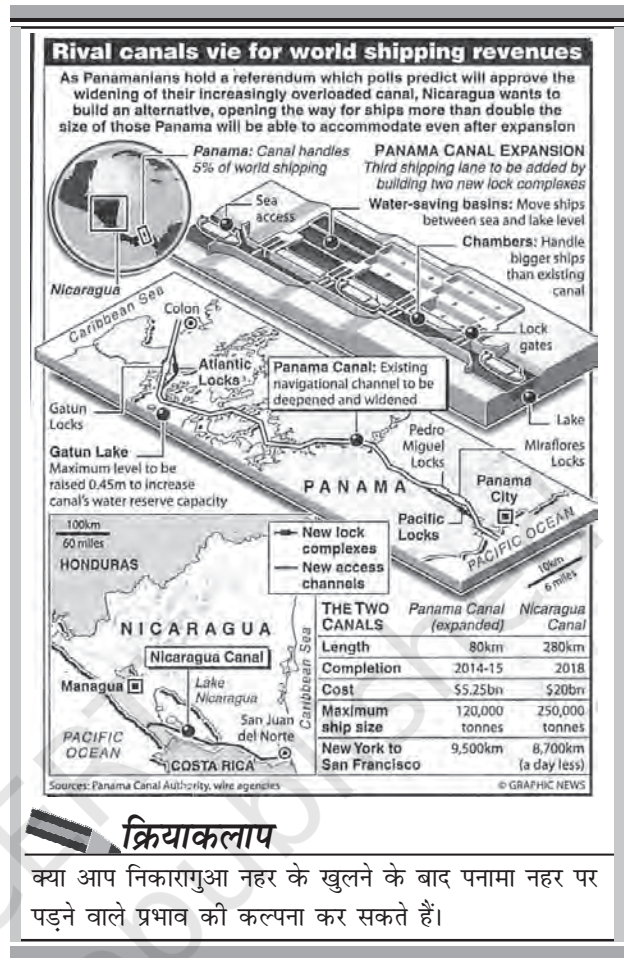 Rival canals vie for world shipping revenues
As Panamanians hold a referendum which polls predict will approve the
widening of their increasingly overloaded canal, Nicaragua wants to
build an alternative, opening the way for ships more than double the
size of those Panama will be able to accommodate even after expansion
Panama: Canal handles
5% of world shipping
PANAMA CANAL EXPANSION
Third shipping lane to be added by
building two new lock complexes
Water-saving basins: Move ships
between sea and lake level
Chambers: Handle
bigger ships
than existing
canal
Sea
access
Lock
gates
Lake
Nicaragua
Caribbean Sea
Colon
Atlantic
Locks
Panama Canal: Existing
navigational channel to be
deepened and widened
Gatun
Locks
Gatun Lake
Maximum level to be
raised 0.45m to increase
canal's water reserve capacity
Pedro
Miguel
Locks
Miraflores
Locks
PANAMA
Panama
City
Pacific
Locks
PACIFIC OCEAN
10km
6 miles
100km
60 miles
HONDURAS
New lock
complexes
New access
channels
NICARAGUA
Nicaragua Canal
Managua
Lake
Nicaragua
Caribbean Sea
San Juan
del Norte
PACIFIC
OCEAN
COSTA RICA
THE TWO CANALS Panama Canal (expanded) Nicaragua Canal
Length 80km 280km
Completion 2014-15 2018
Cost $5.25bn $20bn
Maximum ship size 120,000 tonnes 250,000 tonnes
New York to San Francisco 9,500km 8,700km (a day less)
Sources: Panama Canal Authority, wire agencies
© GRAPHIC NEWS
क्रियाकलाप
क्या आप निकारागुआ नहर के खुलने के बाद पनामा नहर पर
पड़ने वाले प्रभाव की कल्पना कर सकते हैं।